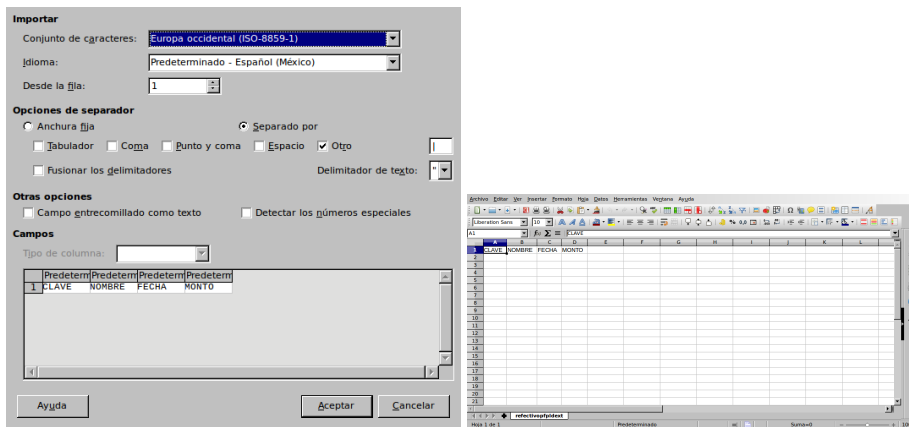 Importar
Conjunto de caracteres: Europa occidental (ISO-8859-1)
Idioma: Predeterminado - Español (México)
Desde la fila: 1
Opciones de separador
Anchura fija Separado por
Tabulador Coma Punto y coma Espacio Otro |
Fusionar los delimitadores Delimitador de texto: "
Otras opciones
Campo entrecomillado como texto Detectar los números especiales
Campos
Tipo de columna:
Predeterm Predeterm Predeterm Predeterm
1 CLAVE NOMBRE FECHA MONTO
Ayuda Aceptar Cancelar
Archivo Editar Ver Insertar Formato Hoja Datos Herramientas Ventana Ayuda
Liberation Sans 10
A1 CLAVE
A B C D E F G H I J K L
1 CLAVE NOMBRE FECHA MONTO
2
3
4
5
6
7
8
9
10
11
12
13
14
15
16
17
18
19
20
21
refectivopfpldext
Hoja 1 de 1 Predeterminado Suma=0 100